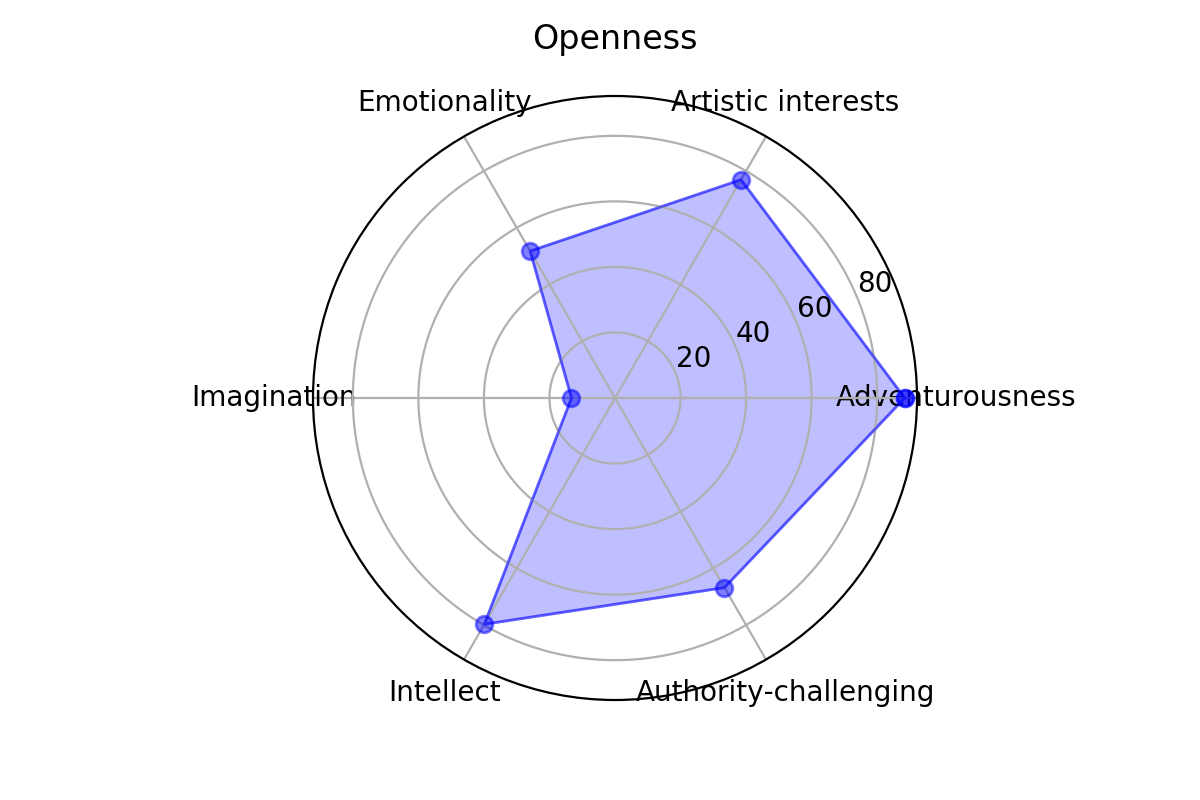 Openness
Emotionality
Artistic interests
80
60
40
20
Imagination
Adventurousness
Intellect
Authority-challenging